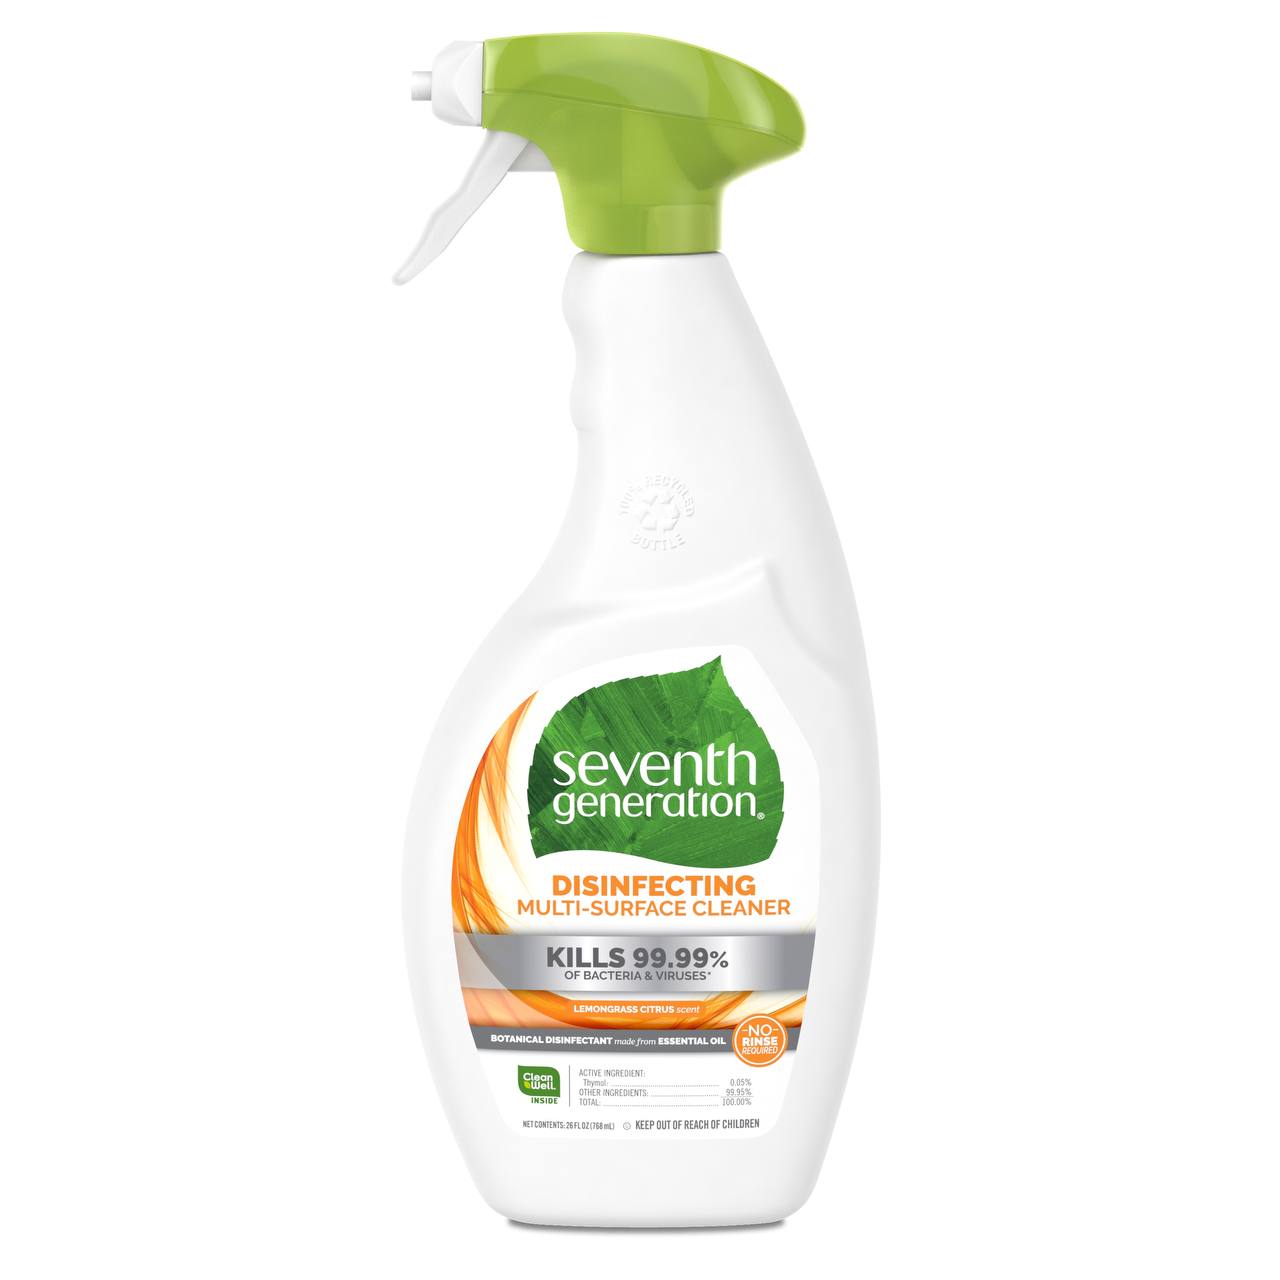 100% RECYCLED
BOTTLE
seventh
generation®
DISINFECTING
MULTI-SURFACE CLEANER
KILLS 99.99%
OF BACTERIA & VIRUSES*
LEMONGRASS CITRUS scent
BOTANICAL DISINFECTANT made from ESSENTIAL OIL
-NO-
RINSE
REQUIRED
Clean
Well.
INSIDE
ACTIVE INGREDIENT:
Thymol: 0.05%
OTHER INGREDIENTS: 99.95%
TOTAL: 100.00%
NET CONTENTS: 26 FL OZ (768 mL) KEEP OUT OF REACH OF CHILDREN